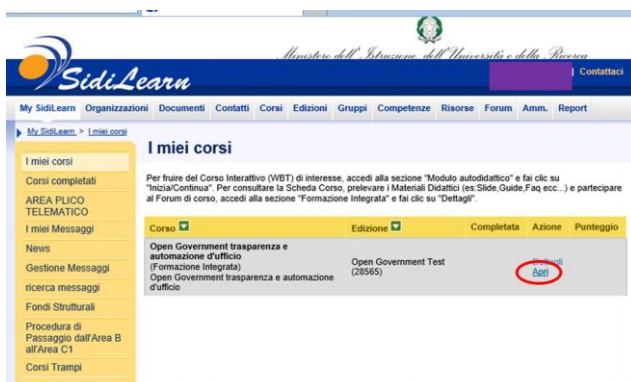 Ministero dell'Istruzione dell'Università e della Ricerca
SidiLearn
| Contattaci
My SidiLearn Organizzazioni Documenti Contatti Corsi Edizioni Gruppi Competenze Risorse Forum Amm. Report
My SidiLearn > I miei corsi
I miei corsi
Corsi completati
AREA PLICO
TELEMATICO
I miei Messaggi
News
Gestione Messaggi
ricerca messaggi
Fondi Strutturali
Procedura di
Passaggio dall'Area B
all'Area C1
Corsi Trampi
I miei corsi
Per fruire del Corso Interattivo (WBT) di interesse, accedi alla sezione "Modulo autodidattico" e fai clic su
"Inizia/Continua". Per consultare la Scheda Corso, prelevare i Materiali Didattici (es:Slide,Guide,Faq ecc...) e partecipare
al Forum di corso, accedi alla sezione "Formazione Integrata" e fai clic su "Dettagli".
Corso Edizione Completata Azione Punteggio
Open Government trasparenza e
automazione d'ufficio
(Formazione Integrata)
Open Government trasparenza e automazione
d'ufficio
Open Government Test
(28565)
Dettagli
Apri